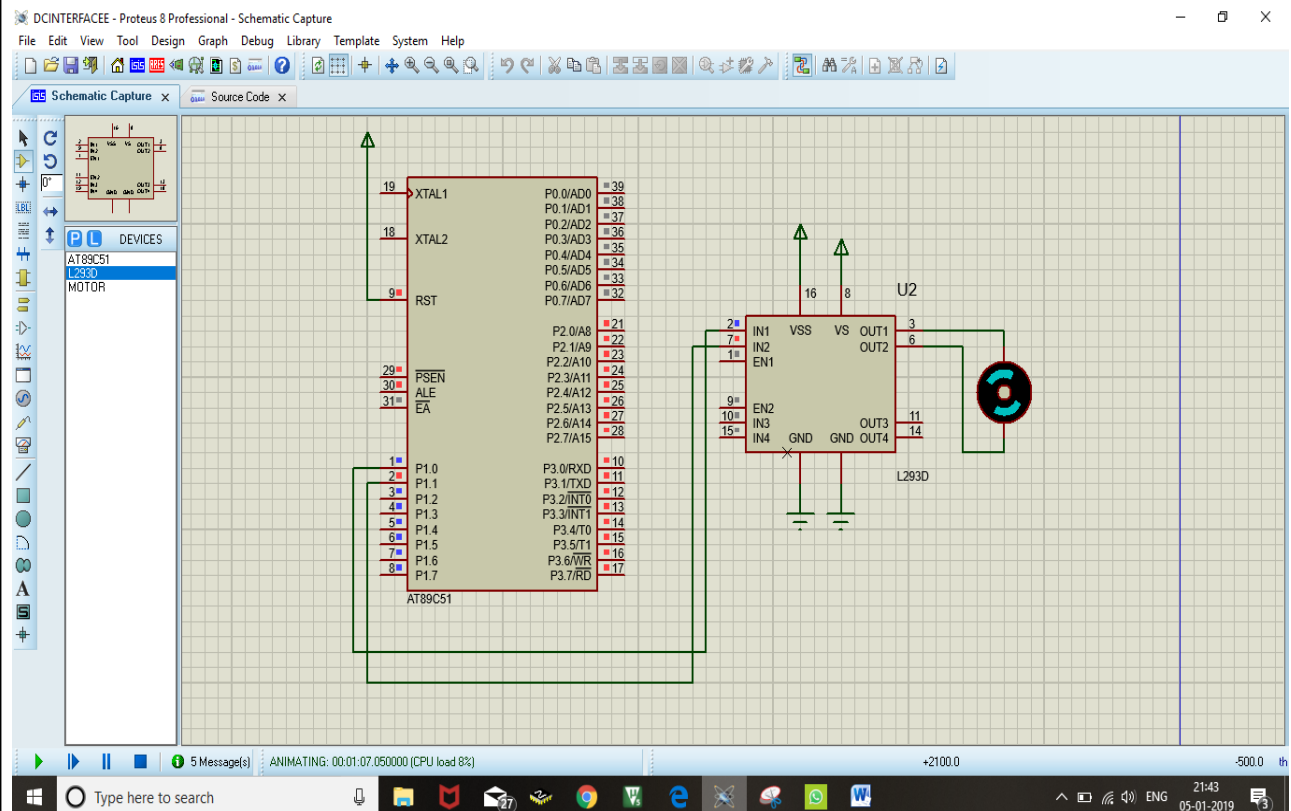 DCINTERFACEE - Proteus 8 Professional - Schematic Capture
File Edit View Tool Design Graph Debug Library Template System Help
Schematic Capture x Source Code x
0°
LBL
P L DEVICES
AT89C51
L293D
MOTOR
A
S
19 XTAL1
18 XTAL2
9 RST
29 PSEN
30 ALE
31 EA
1 P1.0
2 P1.1
3 P1.2
4 P1.3
5 P1.4
6 P1.5
7 P1.6
8 P1.7
P0.0/AD0 39
P0.1/AD1 38
P0.2/AD2 37
P0.3/AD3 36
P0.4/AD4 35
P0.5/AD5 34
P0.6/AD6 33
P0.7/AD7 32
P2.0/A8 21
P2.1/A9 22
P2.2/A10 23
P2.3/A11 24
P2.4/A12 25
P2.5/A13 26
P2.6/A14 27
P2.7/A15 28
P3.0/RXD 10
P3.1/TXD 11
P3.2/INT0 12
P3.3/INT1 13
P3.4/T0 14
P3.5/T1 15
P3.6/WR 16
P3.7/RD 17
AT89C51
U2
16 8
2 IN1 VSS VS OUT1 3
7 IN2 OUT2 6
1 EN1
9 EN2
10 IN3 OUT3 11
15 IN4 GND GND OUT4 14
L293D
5 Message(s) ANIMATING: 00:01:07.050000 (CPU load 8%) +2100.0 -500.0 th
Type here to search
27
ENG
21:43
05-01-2019
3